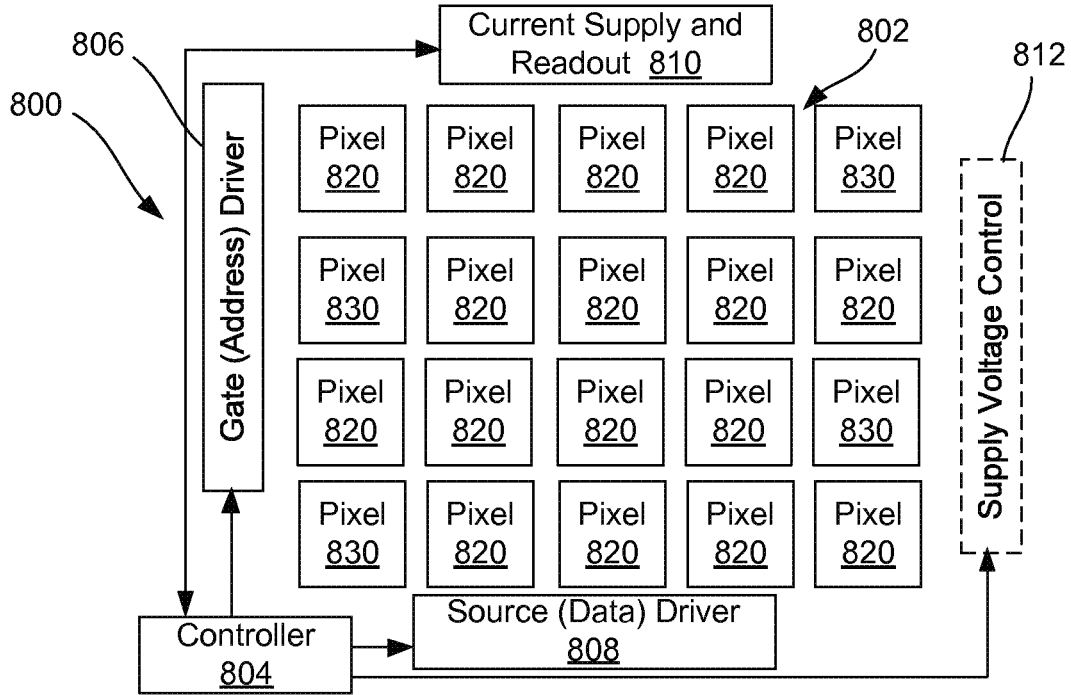 806
Current Supply and
Readout 810
802
812
800
Gate (Address) Driver
Pixel
820
Pixel
820
Pixel
820
Pixel
820
Pixel
830
Pixel
830
Pixel
820
Pixel
820
Pixel
820
Pixel
820
Pixel
820
Pixel
820
Pixel
820
Pixel
820
Pixel
830
Pixel
830
Pixel
820
Pixel
820
Pixel
820
Pixel
820
Supply Voltage Control
Controller
804
Source (Data) Driver
808